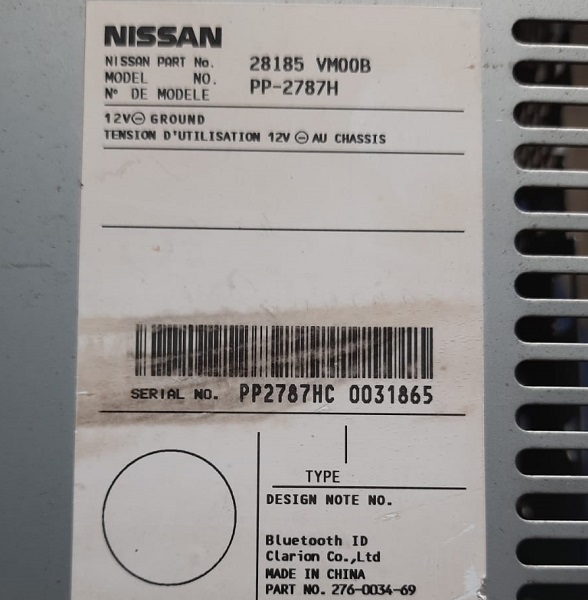 NISSAN
NISSAN PART No. 28185 VM00B
MODEL NO. PP-2787H
N° DE MODELE
12V⊖ GROUND
TENSION D'UTILISATION 12V ⊖ AU CHASSIS
SERIAL NO. PP2787HC 0031865
TYPE
DESIGN NOTE NO.
Bluetooth ID
Clarion Co.,Ltd
MADE IN CHINA
PART NO. 276-0034-69